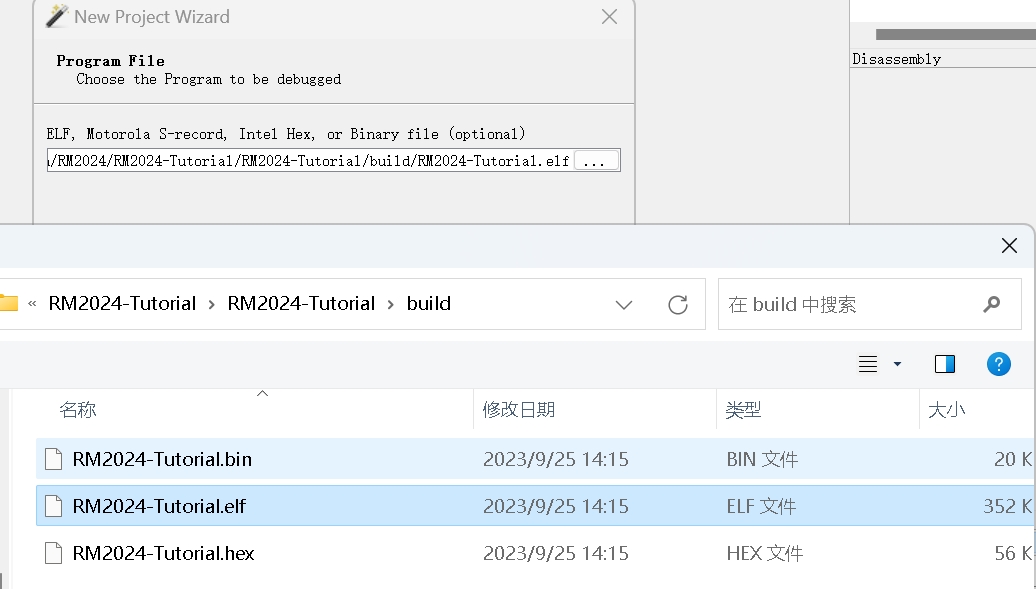 New Project Wizard
Program File
Choose the Program to be debugged
Disassembly
ELF, Motorola S-record, Intel Hex, or Binary file (optional)
/RM2024/RM2024-Tutorial/RM2024-Tutorial/build/RM2024-Tutorial.elf ...
« RM2024-Tutorial › RM2024-Tutorial › build
在 build 中搜索
?
名称 修改日期 类型 大小
RM2024-Tutorial.bin 2023/9/25 14:15 BIN 文件 20 K
RM2024-Tutorial.elf 2023/9/25 14:15 ELF 文件 352 K
RM2024-Tutorial.hex 2023/9/25 14:15 HEX 文件 56 K